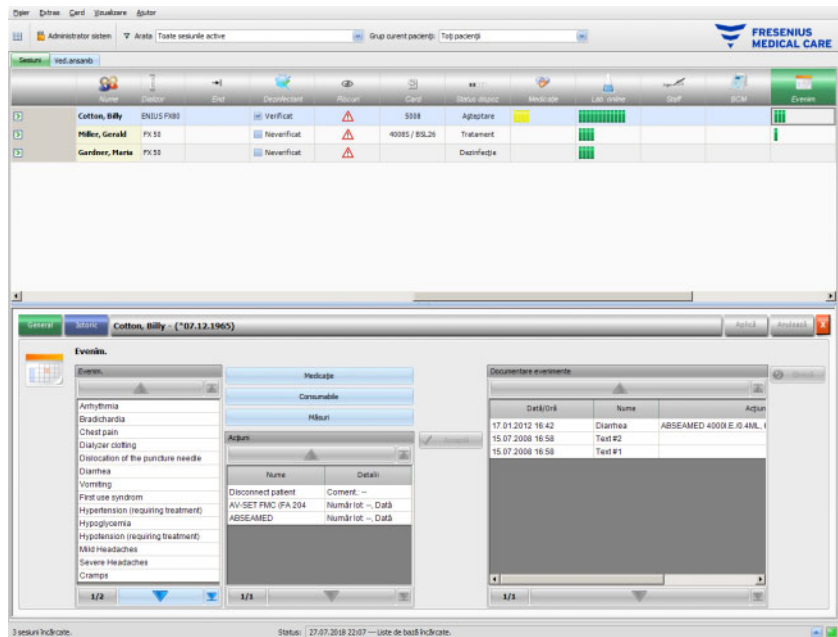 Fişier Extras Card Vizualizare Ajutor
Administrator sistem Arata Toate sesiunile active Grup curent pacienţi: Toţi pacienţii
FRESENIUS
MEDICAL CARE
Sesiuni Ved.ansamb
Nume Dializor End Dezinfectant Riscuri Card Status dispoz Medicaţie Lab. online Staff BCM Evenim
Cotton, Billy ENIUS FX80 Verificat 5008 Aşteptare
Miller, Gerald FX 50 Neverificat 4008S / BSL26 Tratament
Gardner, Maria FX 50 Neverificat Dezinfecţie
General Istoric Cotton, Billy - (*07.12.1965) Aplică Anulează X
Evenim.
Evenim. Medicaţie Documentare evenimente
Consumabile
Măsuri
Dată/Oră Nume Acţiun
Arrhythmia
17.01.2012 16:42 Diarrhea ABSEAMED 4000I.E./0.4ML,
Bradichardia
15.07.2008 16:58 Text #2
Chest pain
Acţiuni
15.07.2008 16:58 Text #1
Dialyzer clotting
Dislocation of the puncture needle
Diarrhea
Nume Detalii
Vomiting
Disconnect patient Coment.: --
First use syndrom
AV-SET FMC (FA 204 Număr lot: --, Dată
Hypertension (requiring treatment)
ABSEAMED Număr lot: --, Dată
Hypoglycemia
Hypotension (requiring treatment)
Mild Headaches
Severe Headaches
Cramps
1/2 1/1 1/1
3 sesiuni încărcate. Status: 27.07.2018 22:07 --- Liste de bază încărcate.